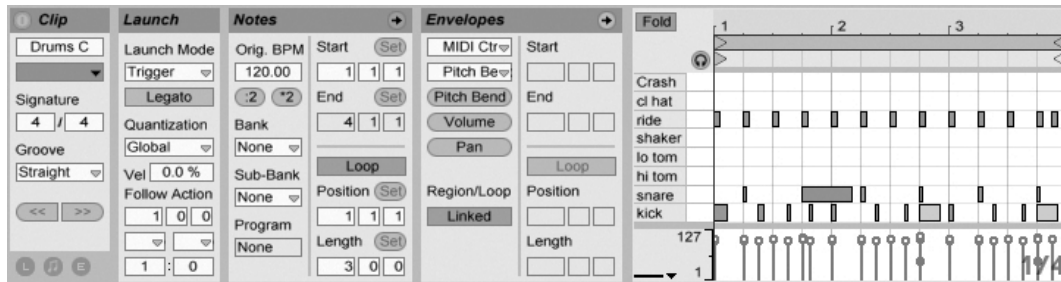 Clip
Drums C
Signature
4 / 4
Groove
Straight
<< >>
L E
Launch
Launch Mode
Trigger
Legato
Quantization
Global
Vel 0.0 %
Follow Action
1 0 0
1 : 0
Notes
Orig. BPM
120.00
:2 *2
Bank
None
Sub-Bank
None
Program
None
Start Set
1 1 1
End Set
4 1 1
Loop
Position Set
1 1 1
Length Set
3 0 0
Envelopes
MIDI Ctr
Pitch Be
Pitch Bend
Volume
Pan
Region/Loop
Linked
Start
End
Loop
Position
Length
Fold
1 2 3
Crash
cl hat
ride
shaker
lo tom
hi tom
snare
kick
127
1
1/4